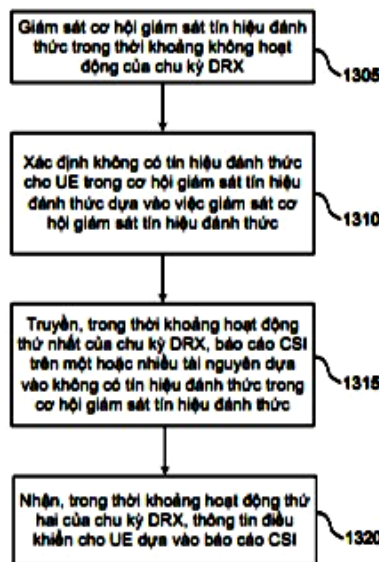 Giám sát cơ hội giám sát tín hiệu đánh
thức trong thời khoảng không hoạt
động của chu kỳ DRX
1305
Xác định không có tín hiệu đánh thức
cho UE trong cơ hội giám sát tín hiệu
đánh thức dựa vào việc giám sát cơ
hội giám sát tín hiệu đánh thức
1310
Truyền, trong thời khoảng hoạt động
thứ nhất của chu kỳ DRX, báo cáo CSI
trên một hoặc nhiều tài nguyên dựa
vào không có tín hiệu đánh thức trong
cơ hội giám sát tín hiệu đánh thức
1315
Nhận, trong thời khoảng hoạt động thứ
hai của chu kỳ DRX, thông tin điều
khiển cho UE dựa vào báo cáo CSI
1320